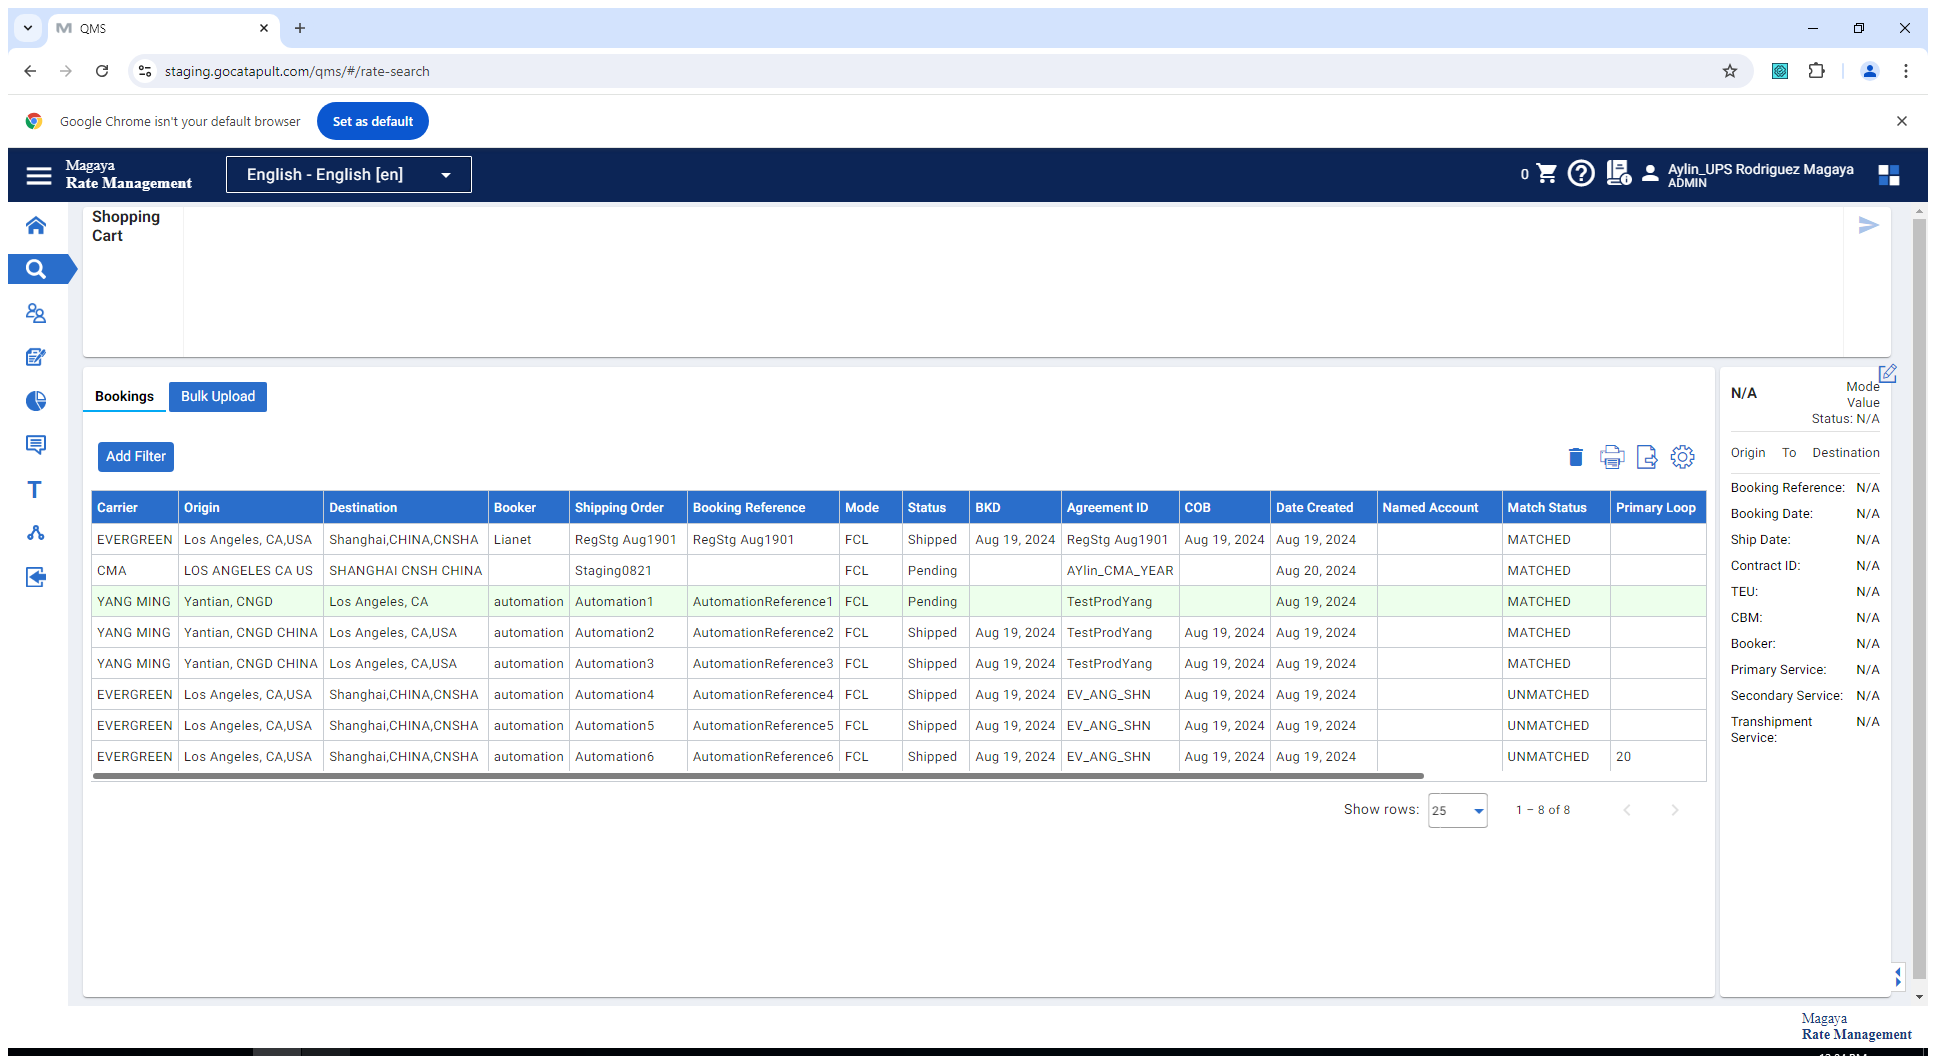 QMS
staging.gocatapult.com/qms/#/rate-search
Google Chrome isn't your default browser
Set as default
Magaya
Rate Management
English - English [en]
0
Aylin_UPS Rodriguez Magaya
ADMIN
Shopping
Cart
Bookings
Bulk Upload
Add Filter
Carrier Origin Destination Booker Shipping Order Booking Reference Mode Status BKD Agreement ID COB Date Created Named Account Match Status Primary Loop
EVERGREEN Los Angeles, CA,USA Shanghai,CHINA,CNSHA Lianet RegStg Aug1901 RegStg Aug1901 FCL Shipped Aug 19, 2024 RegStg Aug1901 Aug 19, 2024 Aug 19, 2024 MATCHED
CMA LOS ANGELES CA US SHANGHAI CNSH CHINA Staging0821 FCL Pending AYlin_CMA_YEAR Aug 20, 2024 MATCHED
YANG MING Yantian, CNGD Los Angeles, CA automation Automation1 AutomationReference1 FCL Pending TestProdYang Aug 19, 2024 MATCHED
YANG MING Yantian, CNGD CHINA Los Angeles, CA,USA automation Automation2 AutomationReference2 FCL Shipped Aug 19, 2024 TestProdYang Aug 19, 2024 Aug 19, 2024 MATCHED
YANG MING Yantian, CNGD CHINA Los Angeles, CA,USA automation Automation3 AutomationReference3 FCL Shipped Aug 19, 2024 TestProdYang Aug 19, 2024 Aug 19, 2024 MATCHED
EVERGREEN Los Angeles, CA,USA Shanghai,CHINA,CNSHA automation Automation4 AutomationReference4 FCL Shipped Aug 19, 2024 EV_ANG_SHN Aug 19, 2024 Aug 19, 2024 UNMATCHED
EVERGREEN Los Angeles, CA,USA Shanghai,CHINA,CNSHA automation Automation5 AutomationReference5 FCL Shipped Aug 19, 2024 EV_ANG_SHN Aug 19, 2024 Aug 19, 2024 UNMATCHED
EVERGREEN Los Angeles, CA,USA Shanghai,CHINA,CNSHA automation Automation6 AutomationReference6 FCL Shipped Aug 19, 2024 EV_ANG_SHN Aug 19, 2024 Aug 19, 2024 UNMATCHED 20
Show rows: 25 1 – 8 of 8
N/A
Mode
Value
Status: N/A
Origin To Destination
Booking Reference: N/A
Booking Date: N/A
Ship Date: N/A
Contract ID: N/A
TEU: N/A
CBM: N/A
Booker: N/A
Primary Service: N/A
Secondary Service: N/A
Transhipment N/A
Service:
Magaya
Rate Management